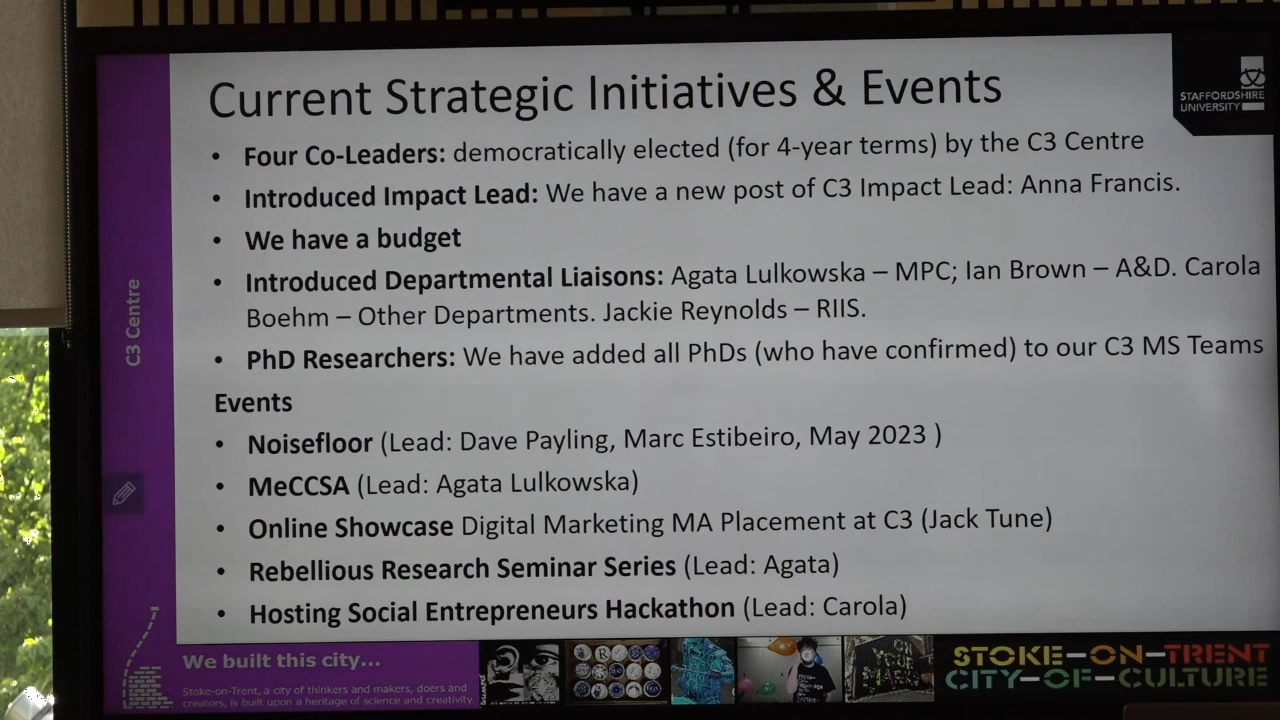 Current Strategic Initiatives & Events
STAFFORDSHIRE
UNIVERSITY
• Four Co-Leaders: democratically elected (for 4-year terms) by the C3 Centre
• Introduced Impact Lead: We have a new post of C3 Impact Lead: Anna Francis.
• We have a budget
• Introduced Departmental Liaisons: Agata Lulkowska – MPC; Ian Brown – A&D. Carola
Boehm – Other Departments. Jackie Reynolds – RIIS.
• PhD Researchers: We have added all PhDs (who have confirmed) to our C3 MS Teams
Events
• Noisefloor (Lead: Dave Payling, Marc Estibeiro, May 2023 )
• MeCCSA (Lead: Agata Lulkowska)
• Online Showcase Digital Marketing MA Placement at C3 (Jack Tune)
• Rebellious Research Seminar Series (Lead: Agata)
• Hosting Social Entrepreneurs Hackathon (Lead: Carola)
C3 Centre
We built this city...
Stoke-on-Trent, a city of thinkers and makers, doers and
creators, is built upon a heritage of science and creativity.
STOKE–ON–TRENT
CITY–OF–CULTURE